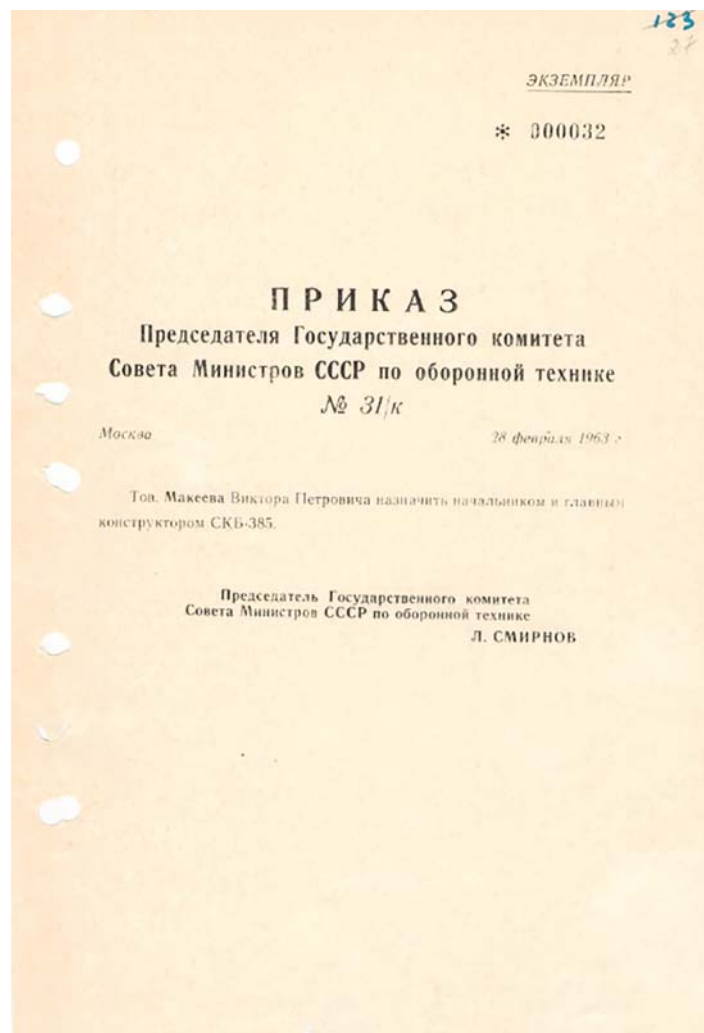 123
27
ЭКЗЕМПЛЯР
* 000032
ПРИКАЗ
Председателя Государственного комитета
Совета Министров СССР по оборонной технике
№ 31/к
Москва 28 февраля 1963 г
Тов. Макеева Виктора Петровича назначить начальником и главным
конструктором СКБ-385.
Председатель Государственного комитета
Совета Министров СССР по оборонной технике
Л. СМИРНОВ